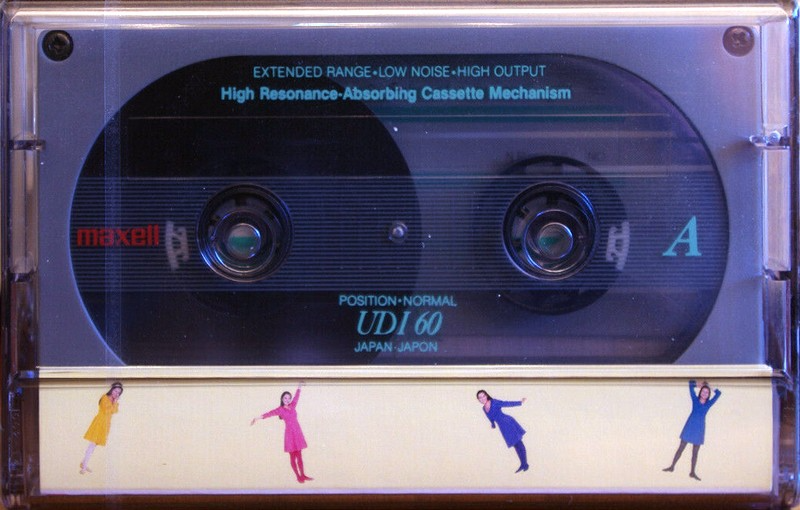 EXTENDED RANGE•LOW NOISE•HIGH OUTPUT
High Resonance-Absorbing Cassette Mechanism
maxell
A
POSITION•NORMAL
UDI 60
JAPAN·JAPON